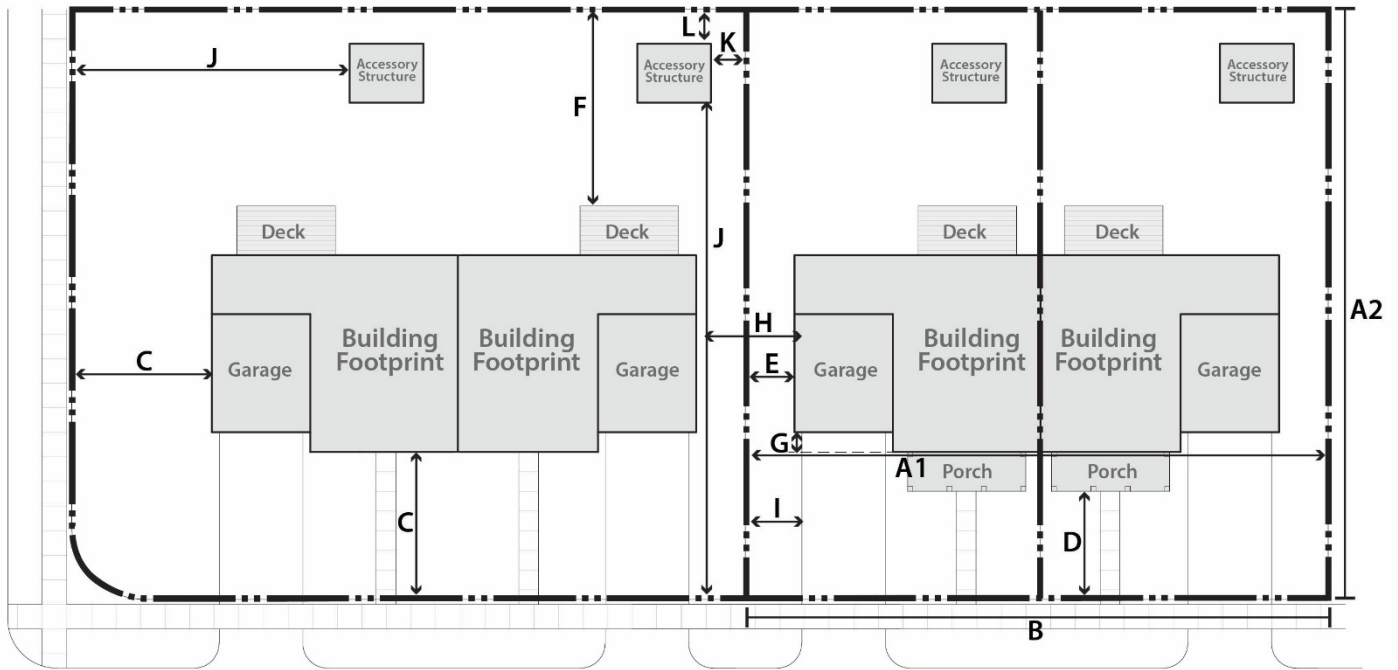 L
K
J
Accessory
Structure
Accessory
Structure
Accessory
Structure
Accessory
Structure
F
Deck
Deck
J
Deck
Deck
A2
Building
Footprint
Building
Footprint
H
Building
Footprint
Building
Footprint
C
Garage
Garage
E
Garage
Garage
G
A1
Porch
Porch
C
I
D
B